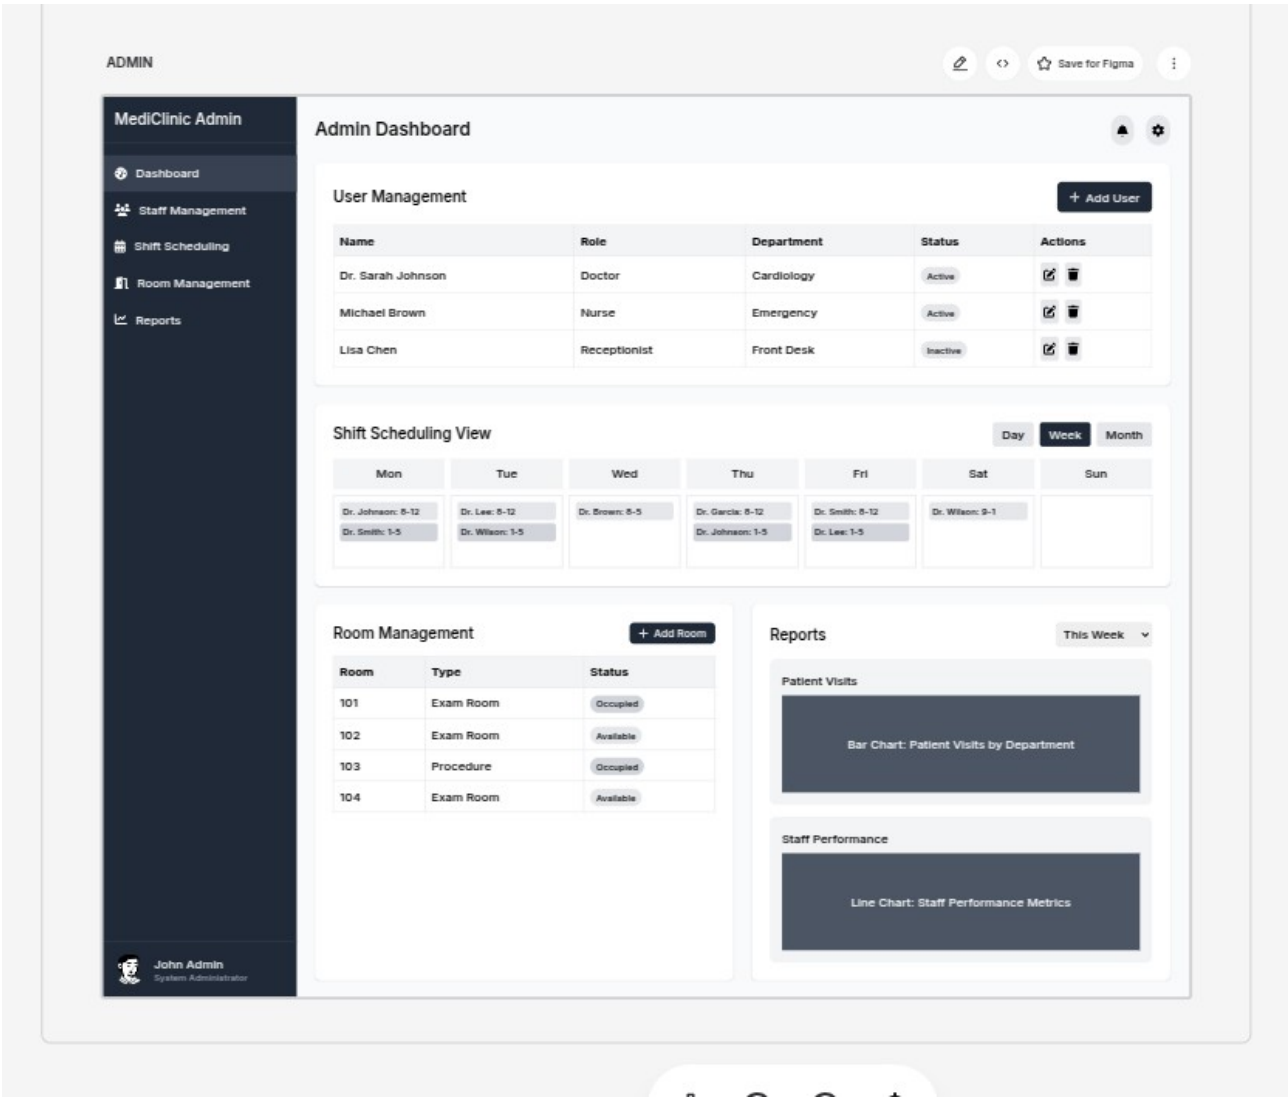 ADMIN
Save for Figma
MediClinic Admin
Dashboard
Staff Management
Shift Scheduling
Room Management
Reports
John Admin
System Administrator
Admin Dashboard
User Management
+ Add User
Name Role Department Status Actions
Dr. Sarah Johnson Doctor Cardiology Active
Michael Brown Nurse Emergency Active
Lisa Chen Receptionist Front Desk Inactive
Shift Scheduling View
Day Week Month
Mon Tue Wed Thu Fri Sat Sun
Dr. Johnson: 8-12 Dr. Lee: 8-12 Dr. Brown: 8-5 Dr. Garcia: 8-12 Dr. Smith: 8-12 Dr. Wilson: 9-1
Dr. Smith: 1-5 Dr. Wilson: 1-5 Dr. Johnson: 1-5 Dr. Lee: 1-5
Room Management
+ Add Room
Room Type Status
101 Exam Room Occupied
102 Exam Room Available
103 Procedure Occupied
104 Exam Room Available
Reports
This Week
Patient Visits
Bar Chart: Patient Visits by Department
Staff Performance
Line Chart: Staff Performance Metrics